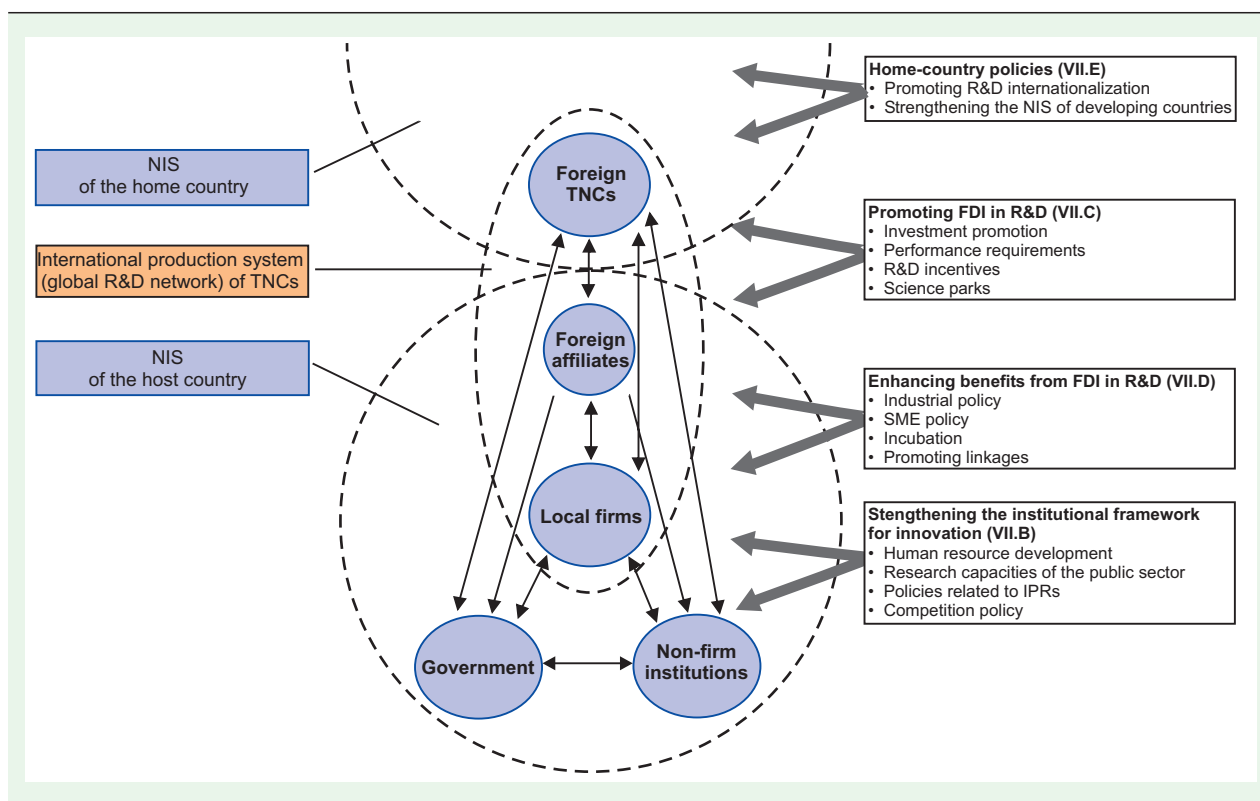 NIS
of the home country
International production system
(global R&D network) of TNCs
NIS
of the host country
Foreign
TNCs
Foreign
affiliates
Local firms
Government
Non-firm
institutions
Home-country policies (VII.E)
• Promoting R&D internationalization
• Strengthening the NIS of developing countries
Promoting FDI in R&D (VII.C)
• Investment promotion
• Performance requirements
• R&D incentives
• Science parks
Enhancing benefits from FDI in R&D (VII.D)
• Industrial policy
• SME policy
• Incubation
• Promoting linkages
Stengthening the institutional framework
for innovation (VII.B)
• Human resource development
• Research capacities of the public sector
• Policies related to IPRs
• Competition policy